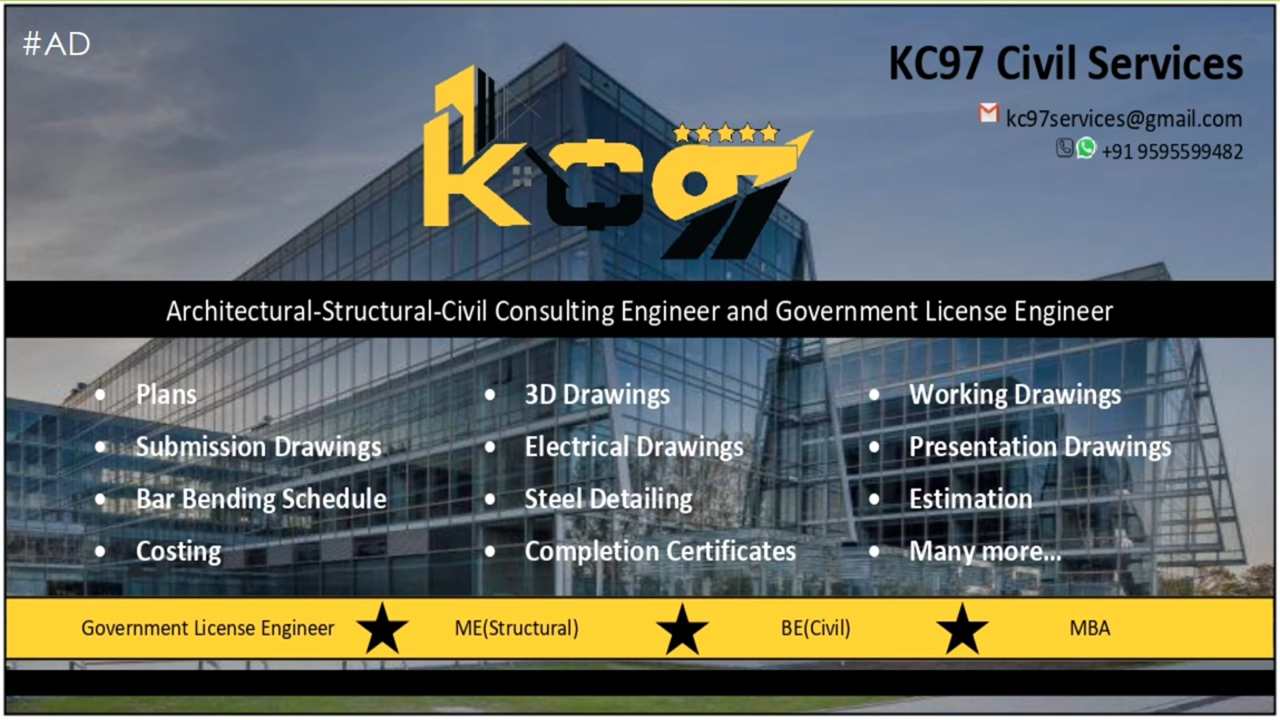 #AD
KC97 Civil Services
kc97services@gmail.com
+91 9595599482
kc97
Architectural-Structural-Civil Consulting Engineer and Government License Engineer
• Plans
• Submission Drawings
• Bar Bending Schedule
• Costing
• 3D Drawings
• Electrical Drawings
• Steel Detailing
• Completion Certificates
• Working Drawings
• Presentation Drawings
• Estimation
• Many more...
Government License Engineer ★ ME(Structural) ★ BE(Civil) ★ MBA